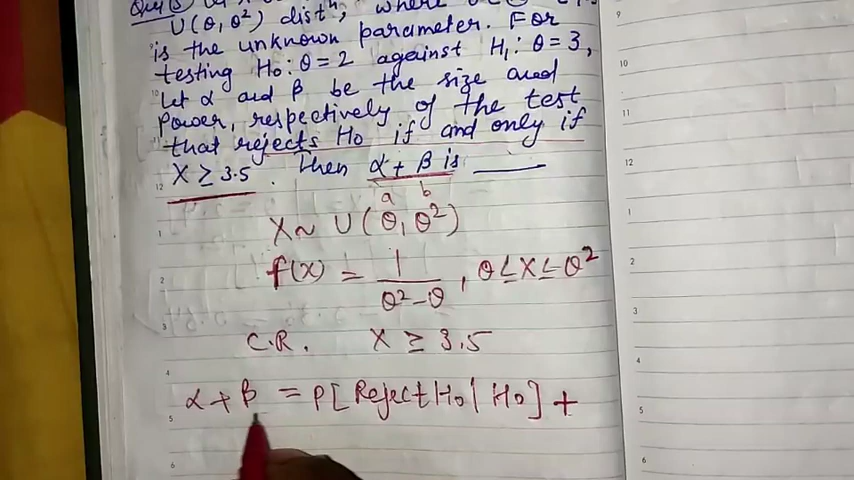 U(θ, θ²) distⁿ, where
is the unknown parameter. For
testing H₀: θ = 2 against H₁: θ = 3,
let α and β be the size and
Power, respectively of the test
that rejects H₀ if and only if
X ≥ 3.5. Then α + β is ____
a b
X ~ U(θ, θ²)
f(x) = 1/(θ² - θ), θ ≤ X ≤ θ²
C.R. X ≥ 3.5
α + β = P[Reject H₀ | H₀] +